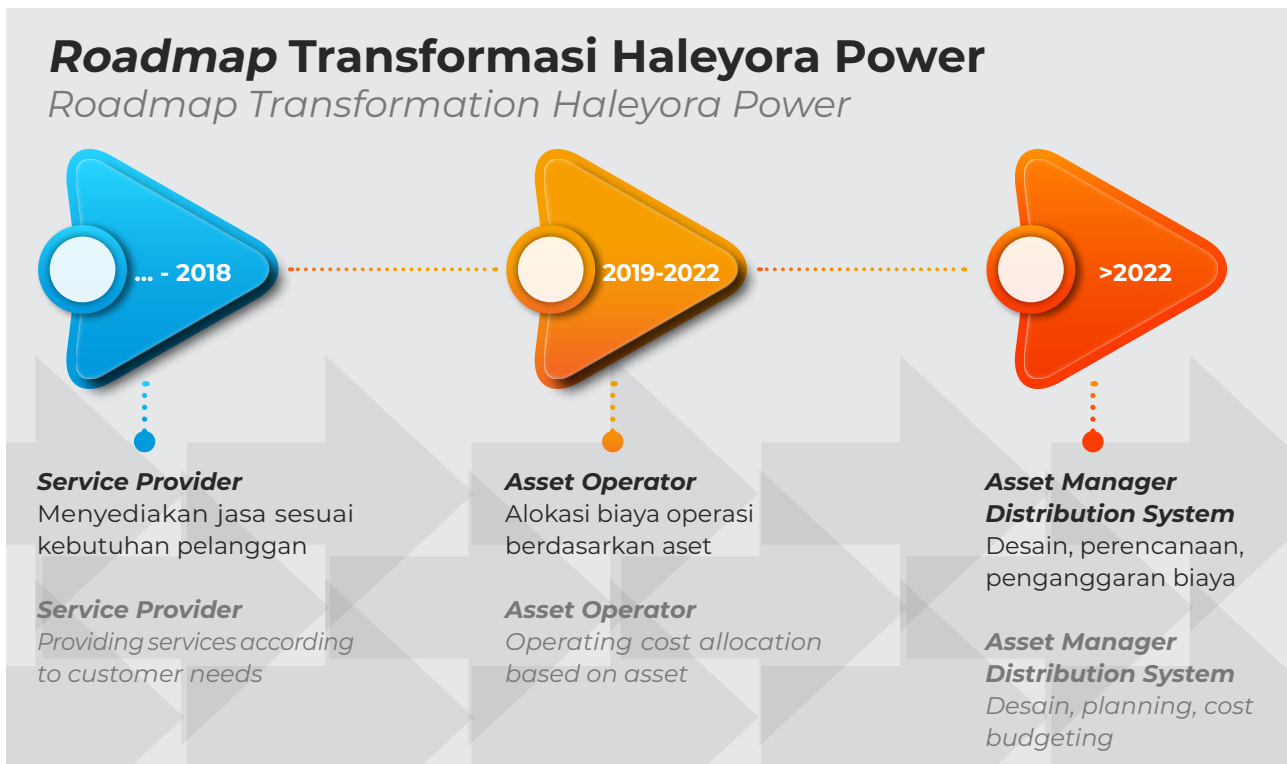 Roadmap Transformasi Haleyora Power
Roadmap Transformation Haleyora Power
... - 2018
2019-2022
>2022
Service Provider
Menyediakan jasa sesuai
kebutuhan pelanggan
Service Provider
Providing services according
to customer needs
Asset Operator
Alokasi biaya operasi
berdasarkan aset
Asset Operator
Operating cost allocation
based on asset
Asset Manager
Distribution System
Desain, perencanaan,
penganggaran biaya
Asset Manager
Distribution System
Desain, planning, cost
budgeting